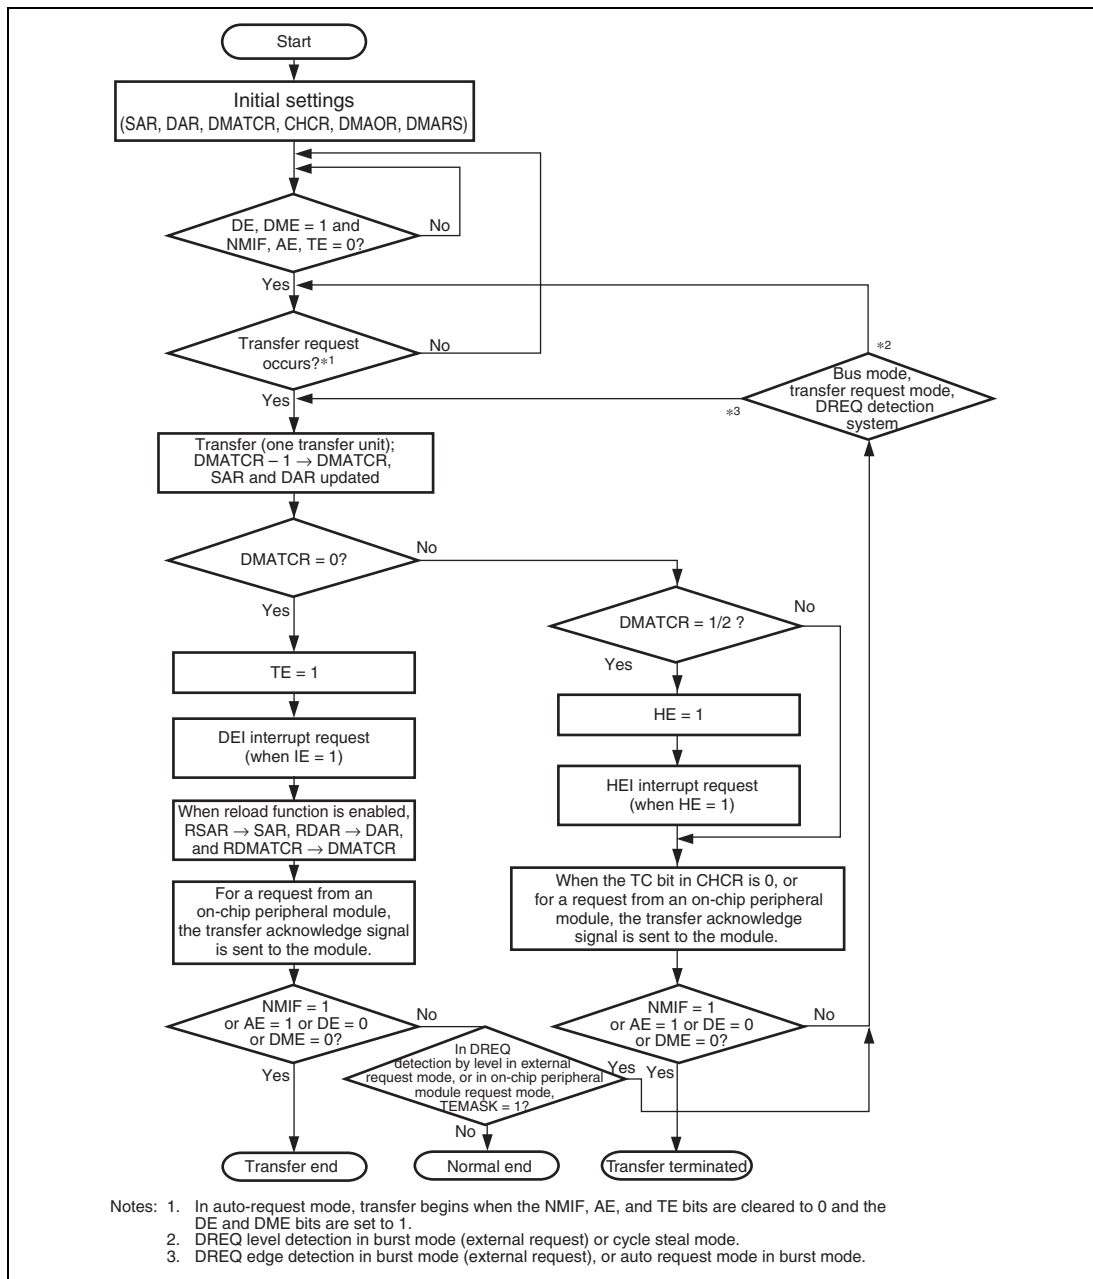 Start
Initial settings
(SAR, DAR, DMATCR, CHCR, DMAOR, DMARS)
DE, DME = 1 and
NMIF, AE, TE = 0?
No
Yes
Transfer request
occurs?*1
No
Yes
*2
Bus mode,
transfer request mode,
DREQ detection
system
*3
Transfer (one transfer unit);
DMATCR – 1 → DMATCR,
SAR and DAR updated
DMATCR = 0?
No
Yes
DMATCR = 1/2 ?
No
Yes
TE = 1
HE = 1
DEI interrupt request
(when IE = 1)
HEI interrupt request
(when HE = 1)
When reload function is enabled,
RSAR → SAR, RDAR → DAR,
and RDMATCR → DMATCR
For a request from an
on-chip peripheral module,
the transfer acknowledge signal
is sent to the module.
When the TC bit in CHCR is 0, or
for a request from an on-chip peripheral
module, the transfer acknowledge
signal is sent to the module.
NMIF = 1
or AE = 1 or DE = 0
or DME = 0?
No
Yes
In DREQ
detection by level in external
request mode, or in on-chip peripheral
module request mode,
TEMASK = 1?
Yes
No
NMIF = 1
or AE = 1 or DE = 0
or DME = 0?
No
Yes
Transfer end
Normal end
Transfer terminated
Notes: 1. In auto-request mode, transfer begins when the NMIF, AE, and TE bits are cleared to 0 and the
DE and DME bits are set to 1.
2. DREQ level detection in burst mode (external request) or cycle steal mode.
3. DREQ edge detection in burst mode (external request), or auto request mode in burst mode.